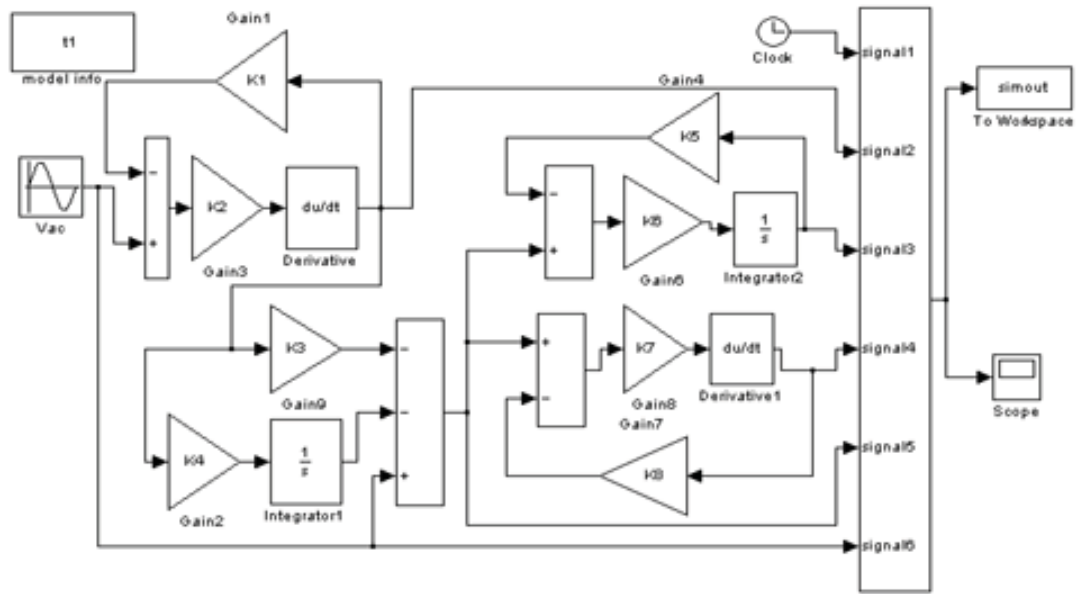 t1
model info
Gain1
K1
Clock
signal1
simout
To Workspace
Gain4
K5
signal2
Vac
-
+
K2
Gain3
du/dt
Derivative
-
+
K6
Gain6
1
s
Integrator2
signal3
K3
Gain9
-
-
+
+
-
K7
Gain8
Gain7
du/dt
Derivative1
signal4
Scope
K4
Gain2
1
s
Integrator1
K8
signal5
signal6